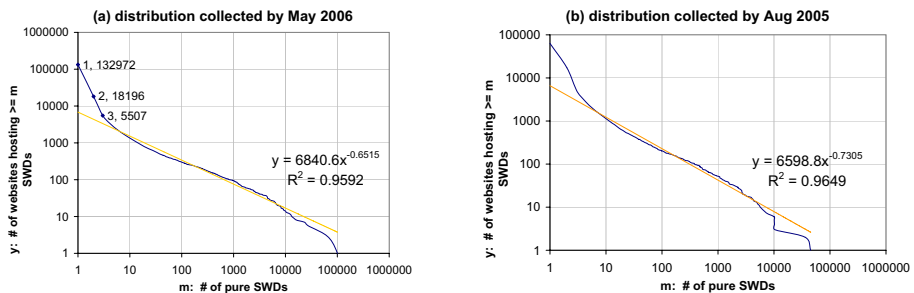 (a) distribution collected by May 2006
y: # of websites hosting >= m
SWDs
1000000
100000
10000
1000
100
10
1
1, 132972
2, 18196
3, 5507
y = 6840.6x^-0.6515
R^2 = 0.9592
1 10 100 1000 10000 100000 1000000
m: # of pure SWDs
(b) distribution collected by Aug 2005
y: # of websites hosting >= m
SWDs
100000
10000
1000
100
10
1
y = 6598.8x^-0.7305
R^2 = 0.9649
1 10 100 1000 10000 100000 1000000
m: # of pure SWDs